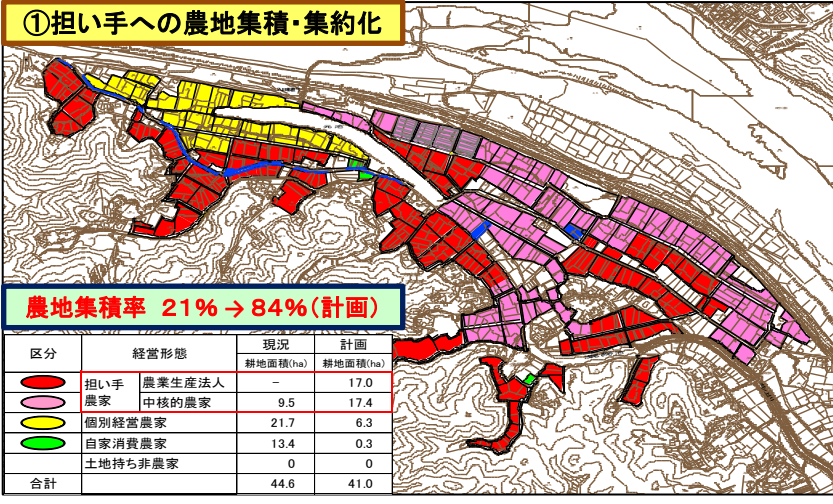 ①担い手への農地集積・集約化
農地集積率 21%→84%(計画)
区分 経営形態 現況 計画
耕地面積(ha) 耕地面積(ha)
担い手農家 農業生産法人 － 17.0
中核的農家 9.5 17.4
個別経営農家 21.7 6.3
自家消費農家 13.4 0.3
土地持ち非農家 0 0
合計 44.6 41.0